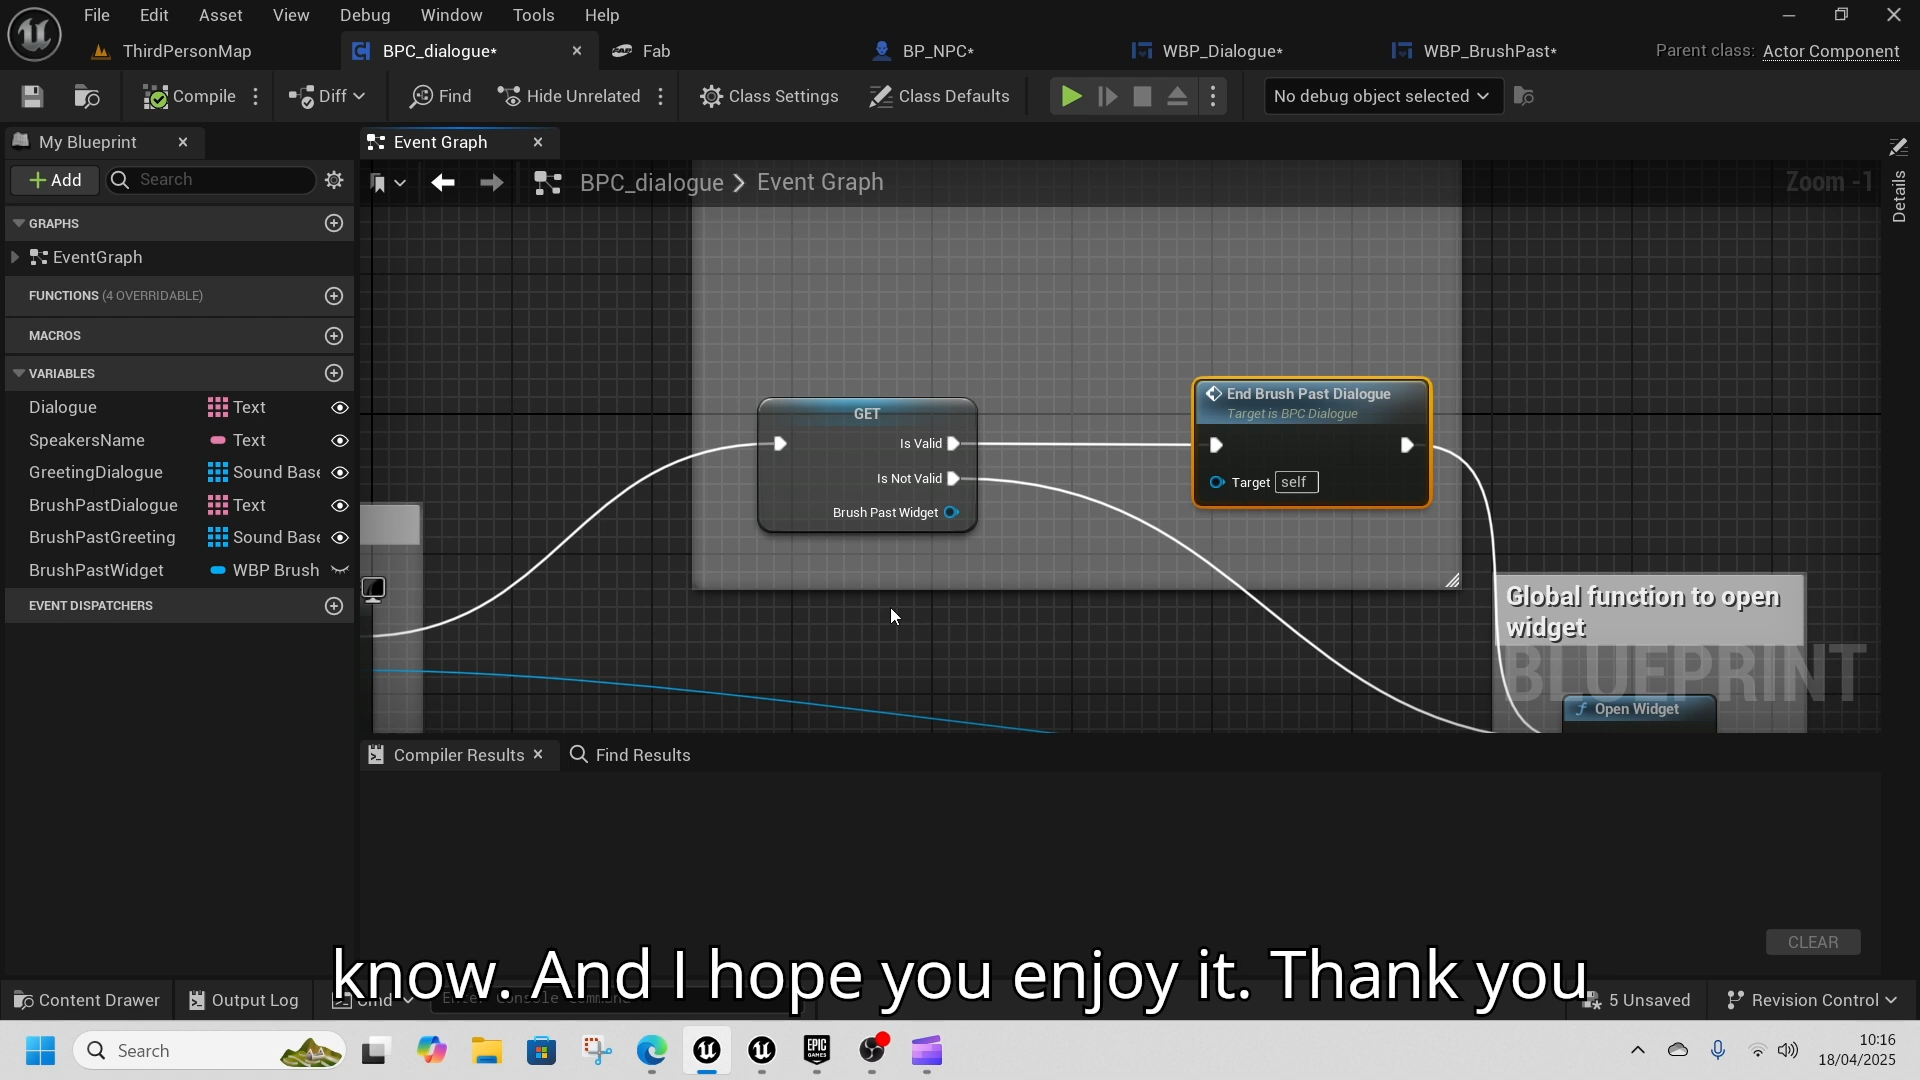 File Edit Asset View Debug Window Tools Help
ThirdPersonMap BPC_dialogue* Fab BP_NPC* WBP_Dialogue* WBP_BrushPast* Parent class: Actor Component
Compile Diff Find Hide Unrelated Class Settings Class Defaults No debug object selected
My Blueprint Event Graph
Add Search BPC_dialogue > Event Graph Zoom -1
Details
GRAPHS
EventGraph
FUNCTIONS (4 OVERRIDABLE)
MACROS
VARIABLES
Dialogue Text
SpeakersName Text
GreetingDialogue Sound Base
BrushPastDialogue Text
BrushPastGreeting Sound Base
BrushPastWidget WBP Brush
EVENT DISPATCHERS
GET
Is Valid
Is Not Valid
Brush Past Widget
End Brush Past Dialogue
Target is BPC Dialogue
Target self
Global function to open
widget
BLUEPRINT
Open Widget
Compiler Results Find Results
CLEAR
know. And I hope you enjoy it. Thank you
Content Drawer Output Log Cmd Enter Console Command 5 Unsaved Revision Control
Search
EPIC
GAMES
10:16
18/04/2025